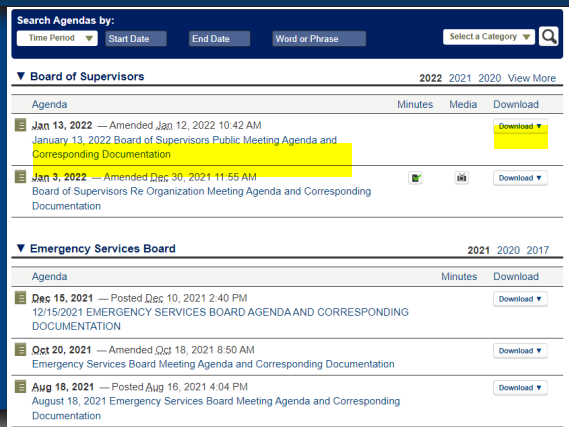 Search Agendas by:
Time Period ▼ Start Date End Date Word or Phrase Select a Category ▼
▼ Board of Supervisors 2022 2021 2020 View More
Agenda Minutes Media Download
Jan 13, 2022 — Amended Jan 12, 2022 10:42 AM Download ▼
January 13, 2022 Board of Supervisors Public Meeting Agenda and
Corresponding Documentation
Jan 3, 2022 — Amended Dec 30, 2021 11:55 AM Download ▼
Board of Supervisors Re Organization Meeting Agenda and Corresponding
Documentation
▼ Emergency Services Board 2021 2020 2017
Agenda Minutes Download
Dec 15, 2021 — Posted Dec 10, 2021 2:40 PM Download ▼
12/15/2021 EMERGENCY SERVICES BOARD AGENDA AND CORRESPONDING
DOCUMENTATION
Oct 20, 2021 — Amended Oct 18, 2021 8:50 AM Download ▼
Emergency Services Board Meeting Agenda and Corresponding Documentation
Aug 18, 2021 — Posted Aug 16, 2021 4:04 PM Download ▼
August 18, 2021 Emergency Services Board Meeting Agenda and Corresponding
Documentation